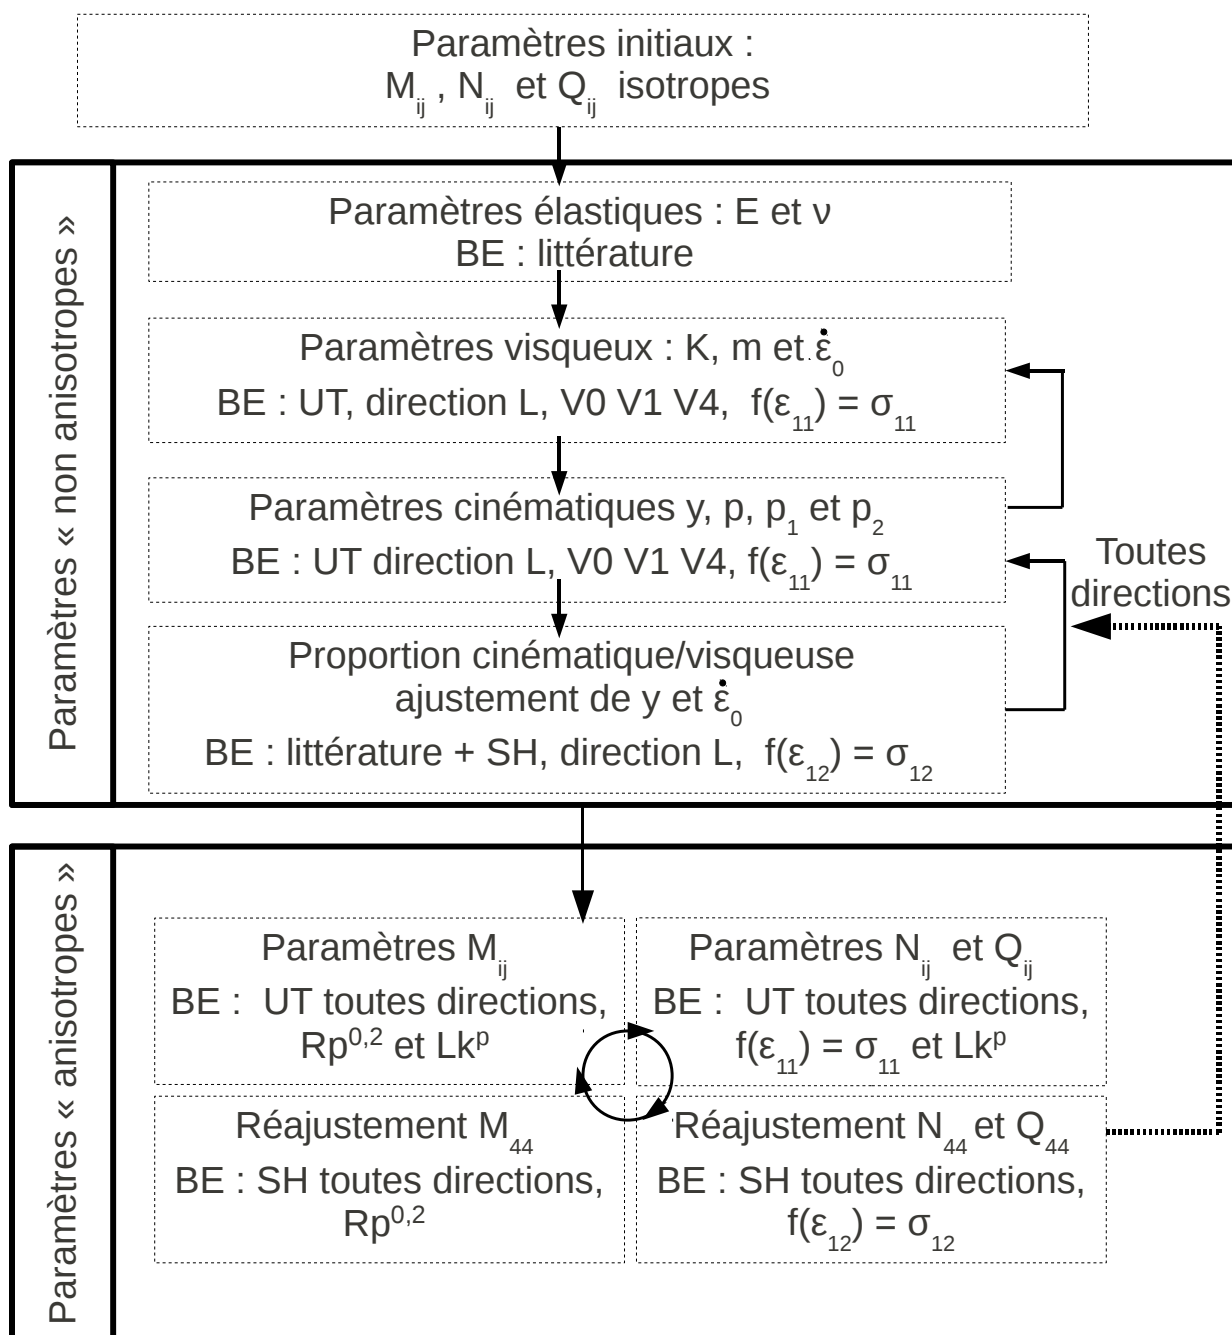 Paramètres initiaux :
M_ij , N_ij et Q_ij isotropes
Paramètres « non anisotropes »
Paramètres élastiques : E et ν
BE : littérature
Paramètres visqueux : K, m et ε̇_0
BE : UT, direction L, V0 V1 V4, f(ε_11) = σ_11
Paramètres cinématiques y, p, p_1 et p_2
BE : UT direction L, V0 V1 V4, f(ε_11) = σ_11
Toutes
directions
Proportion cinématique/visqueuse
ajustement de y et ε̇_0
BE : littérature + SH, direction L, f(ε_12) = σ_12
Paramètres « anisotropes »
Paramètres M_ij
BE : UT toutes directions,
Rp^0,2 et Lk^p
Paramètres N_ij et Q_ij
BE : UT toutes directions,
f(ε_11) = σ_11 et Lk^p
Réajustement M_44
BE : SH toutes directions,
Rp^0,2
Réajustement N_44 et Q_44
BE : SH toutes directions,
f(ε_12) = σ_12